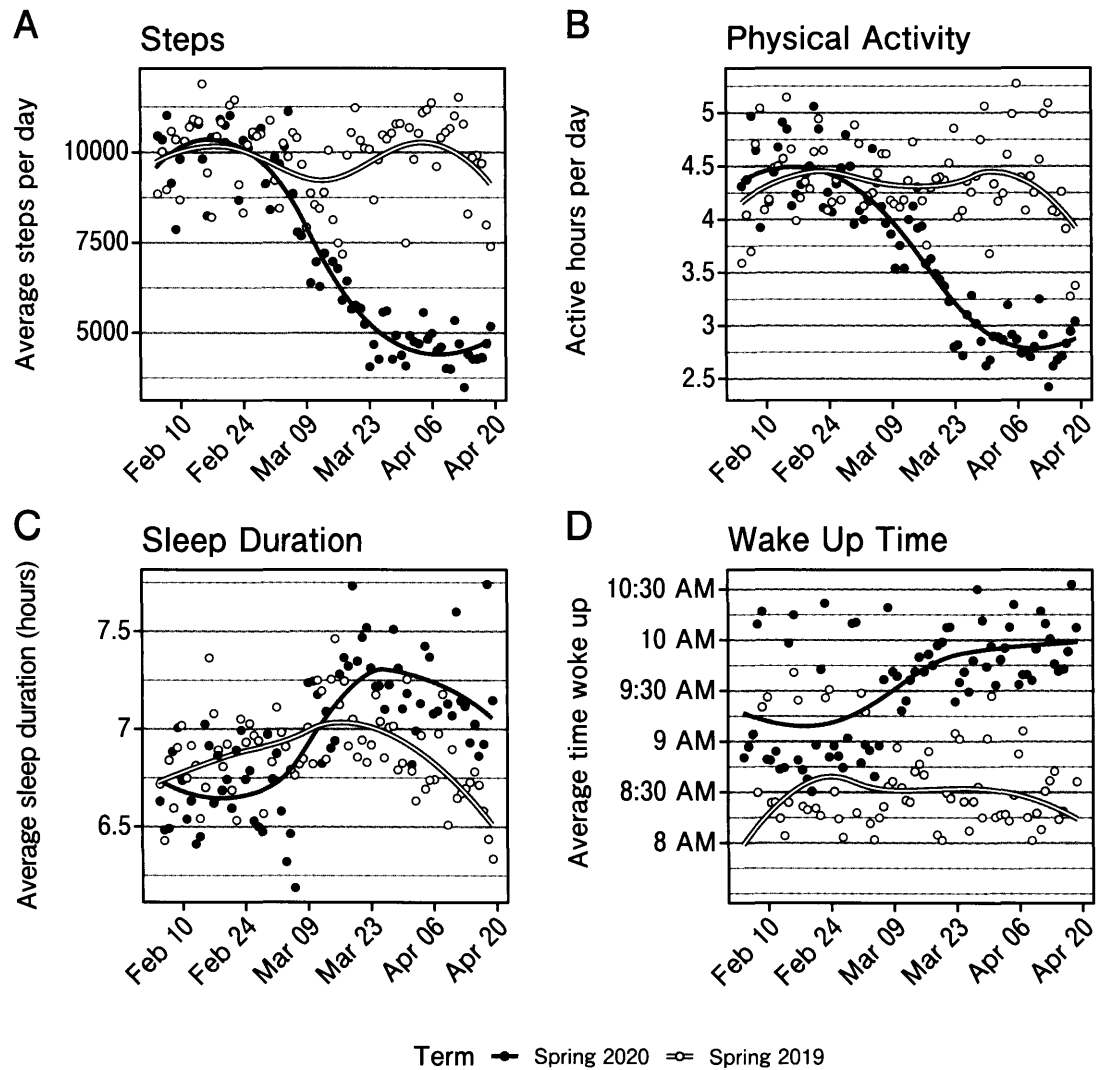 A
Steps
Average steps per day
10000
7500
5000
Feb 10
Feb 24
Mar 09
Mar 23
Apr 06
Apr 20
B
Physical Activity
Active hours per day
5
4.5
4
3.5
3
2.5
Feb 10
Feb 24
Mar 09
Mar 23
Apr 06
Apr 20
C
Sleep Duration
Average sleep duration (hours)
7.5
7
6.5
Feb 10
Feb 24
Mar 09
Mar 23
Apr 06
Apr 20
D
Wake Up Time
Average time woke up
10:30 AM
10 AM
9:30 AM
9 AM
8:30 AM
8 AM
Feb 10
Feb 24
Mar 09
Mar 23
Apr 06
Apr 20
Term Spring 2020 Spring 2019